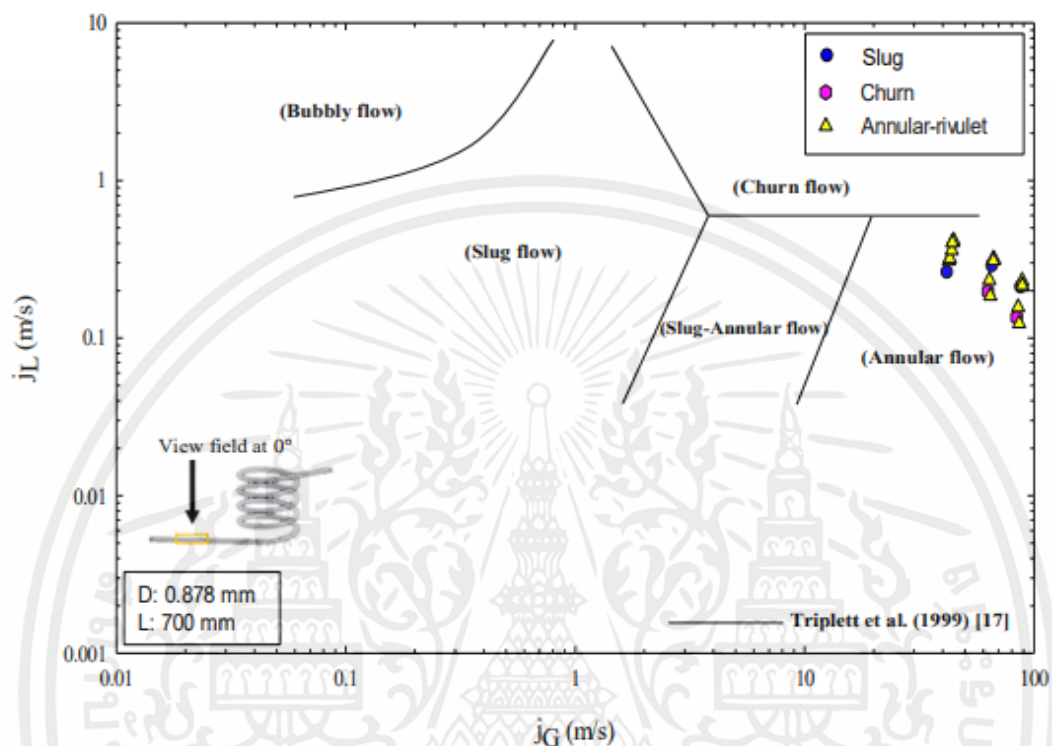 10
1
0.1
0.01
0.001
j_L (m/s)
Slug
Churn
Annular-rivulet
(Bubbly flow)
(Churn flow)
(Slug flow)
(Slug-Annular flow)
(Annular flow)
View field at 0°
D: 0.878 mm
L: 700 mm
Triplett et al. (1999) [17]
0.01 0.1 1 10 100
j_G (m/s)